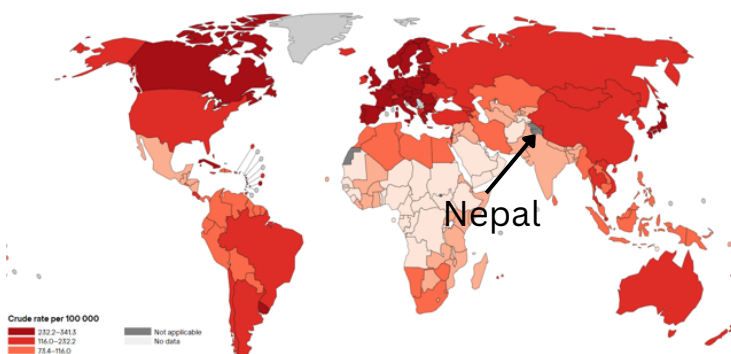 Nepal
Crude rate per 100 000
232.2–341.3
116.0–232.2
73.4–116.0
Not applicable
No data